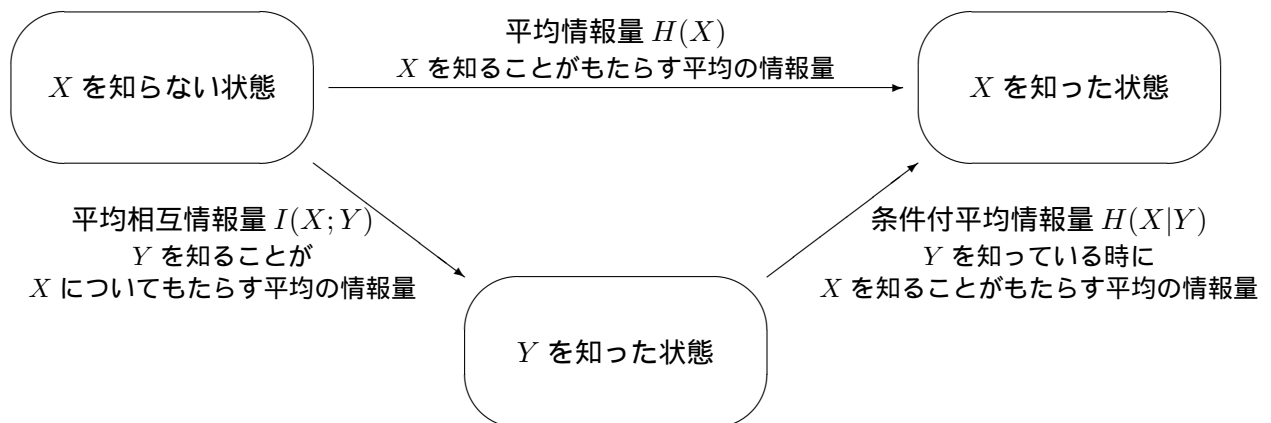 平均情報量 H(X)
X を知ることがもたらす平均の情報量
X を知らない状態
X を知った状態
平均相互情報量 I(X;Y)
Y を知ることが
X についてもたらす平均の情報量
条件付平均情報量 H(X|Y)
Y を知っている時に
X を知ることがもたらす平均の情報量
Y を知った状態